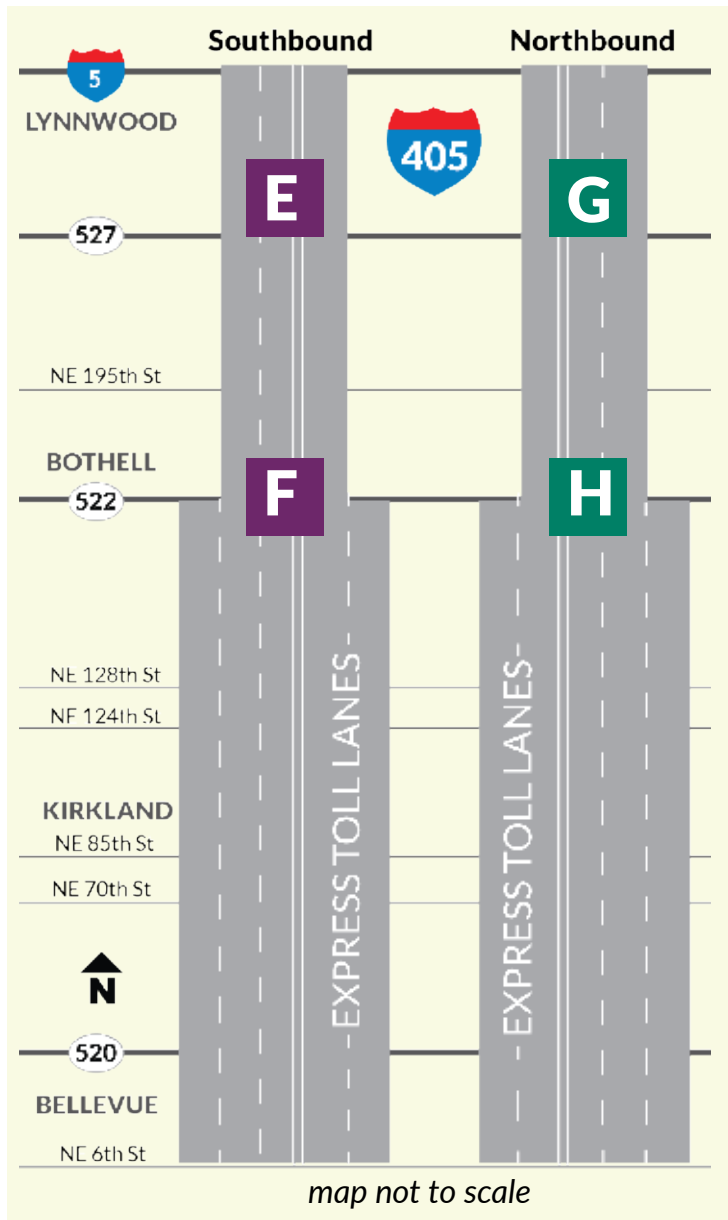 Southbound Northbound
5
LYNNWOOD
405
E G
527
NE 195th St
BOTHELL
F H
522
NE 128th St
NE 124th St
EXPRESS TOLL LANES
EXPRESS TOLL LANES
KIRKLAND
NE 85th St
NE 70th St
N
520
BELLEVUE
NE 6th St
map not to scale